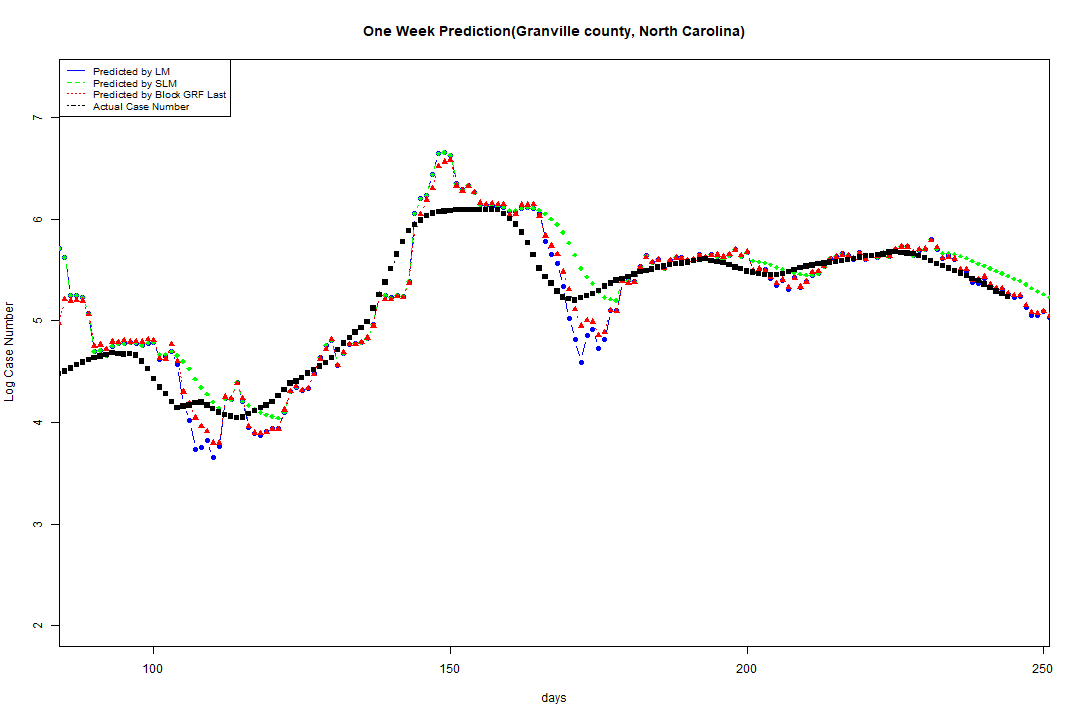 One Week Prediction(Granville county, North Carolina)
Predicted by LM
Predicted by SLM
Predicted by Block GRF Last
Actual Case Number
7
6
5
4
3
2
Log Case Number
100 150 200 250
days